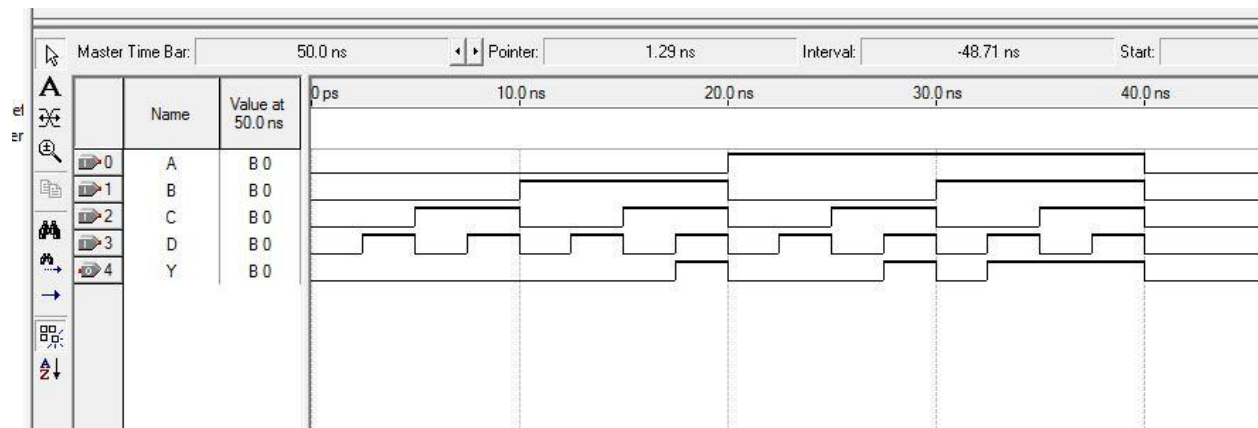 Master Time Bar: 50.0 ns Pointer: 1.29 ns Interval: -48.71 ns Start:
A
ef
er
Name Value at 50.0 ns 0 ps 10.0 ns 20.0 ns 30.0 ns 40.0 ns
0 A B 0
1 B B 0
2 C B 0
3 D B 0
4 Y B 0
A
Z